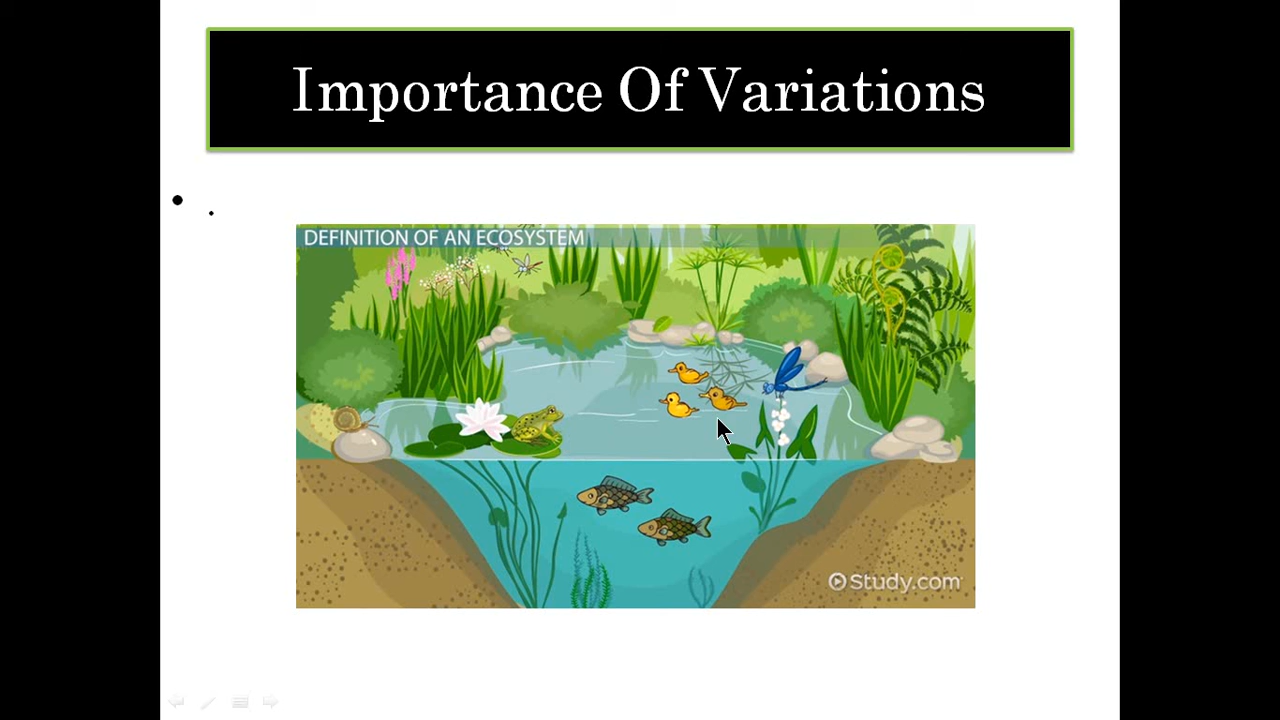 Importance Of Variations
• .
DEFINITION OF AN ECOSYSTEM
Study.com